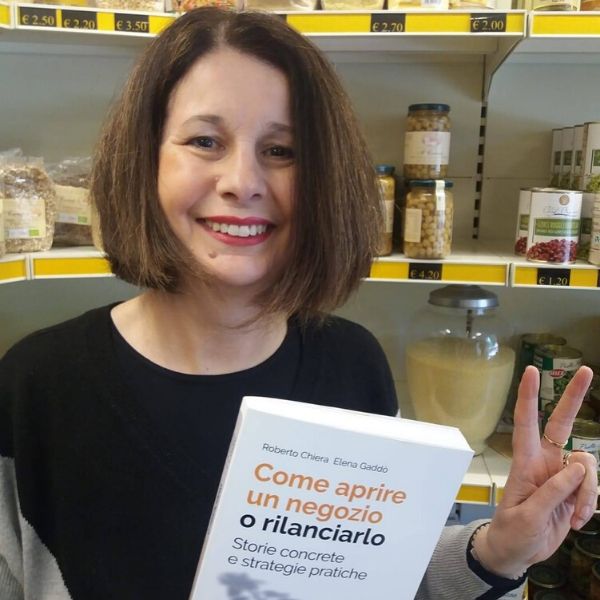 € 2.50
€ 2.20
€ 3.50
€ 2.70
€ 2.00
€ 4.20
€ 1.20
Roberto Chiera Elena Gaddo
Come aprire
un negozio
o rilanciarlo
Storie concrete
e strategie pratiche